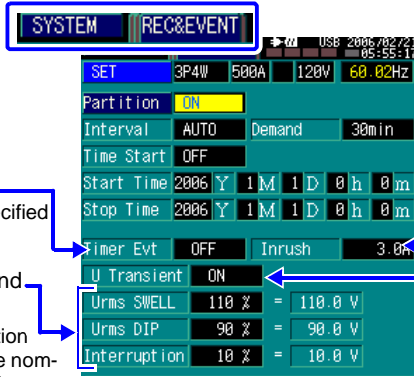 SYSTEM REC&EVENT
USB 2006/02/27
05:55:17
SET 3P4W 500A 120V 60.02Hz
Partition ON
Interval AUTO Demand 30min
Time Start OFF
Start Time 2006 Y 1 M 1 D 0 h 0 m
Stop Time 2006 Y 1 M 1 D 0 h 0 m
cified
Timer Evt OFF Inrush 3.0A
nd
U Transient ON
Urms SWELL 110 % = 110.0 V
Urms DIP 90 % = 90.0 V
tion
Interruption 10 % = 10.0 V
e nom-